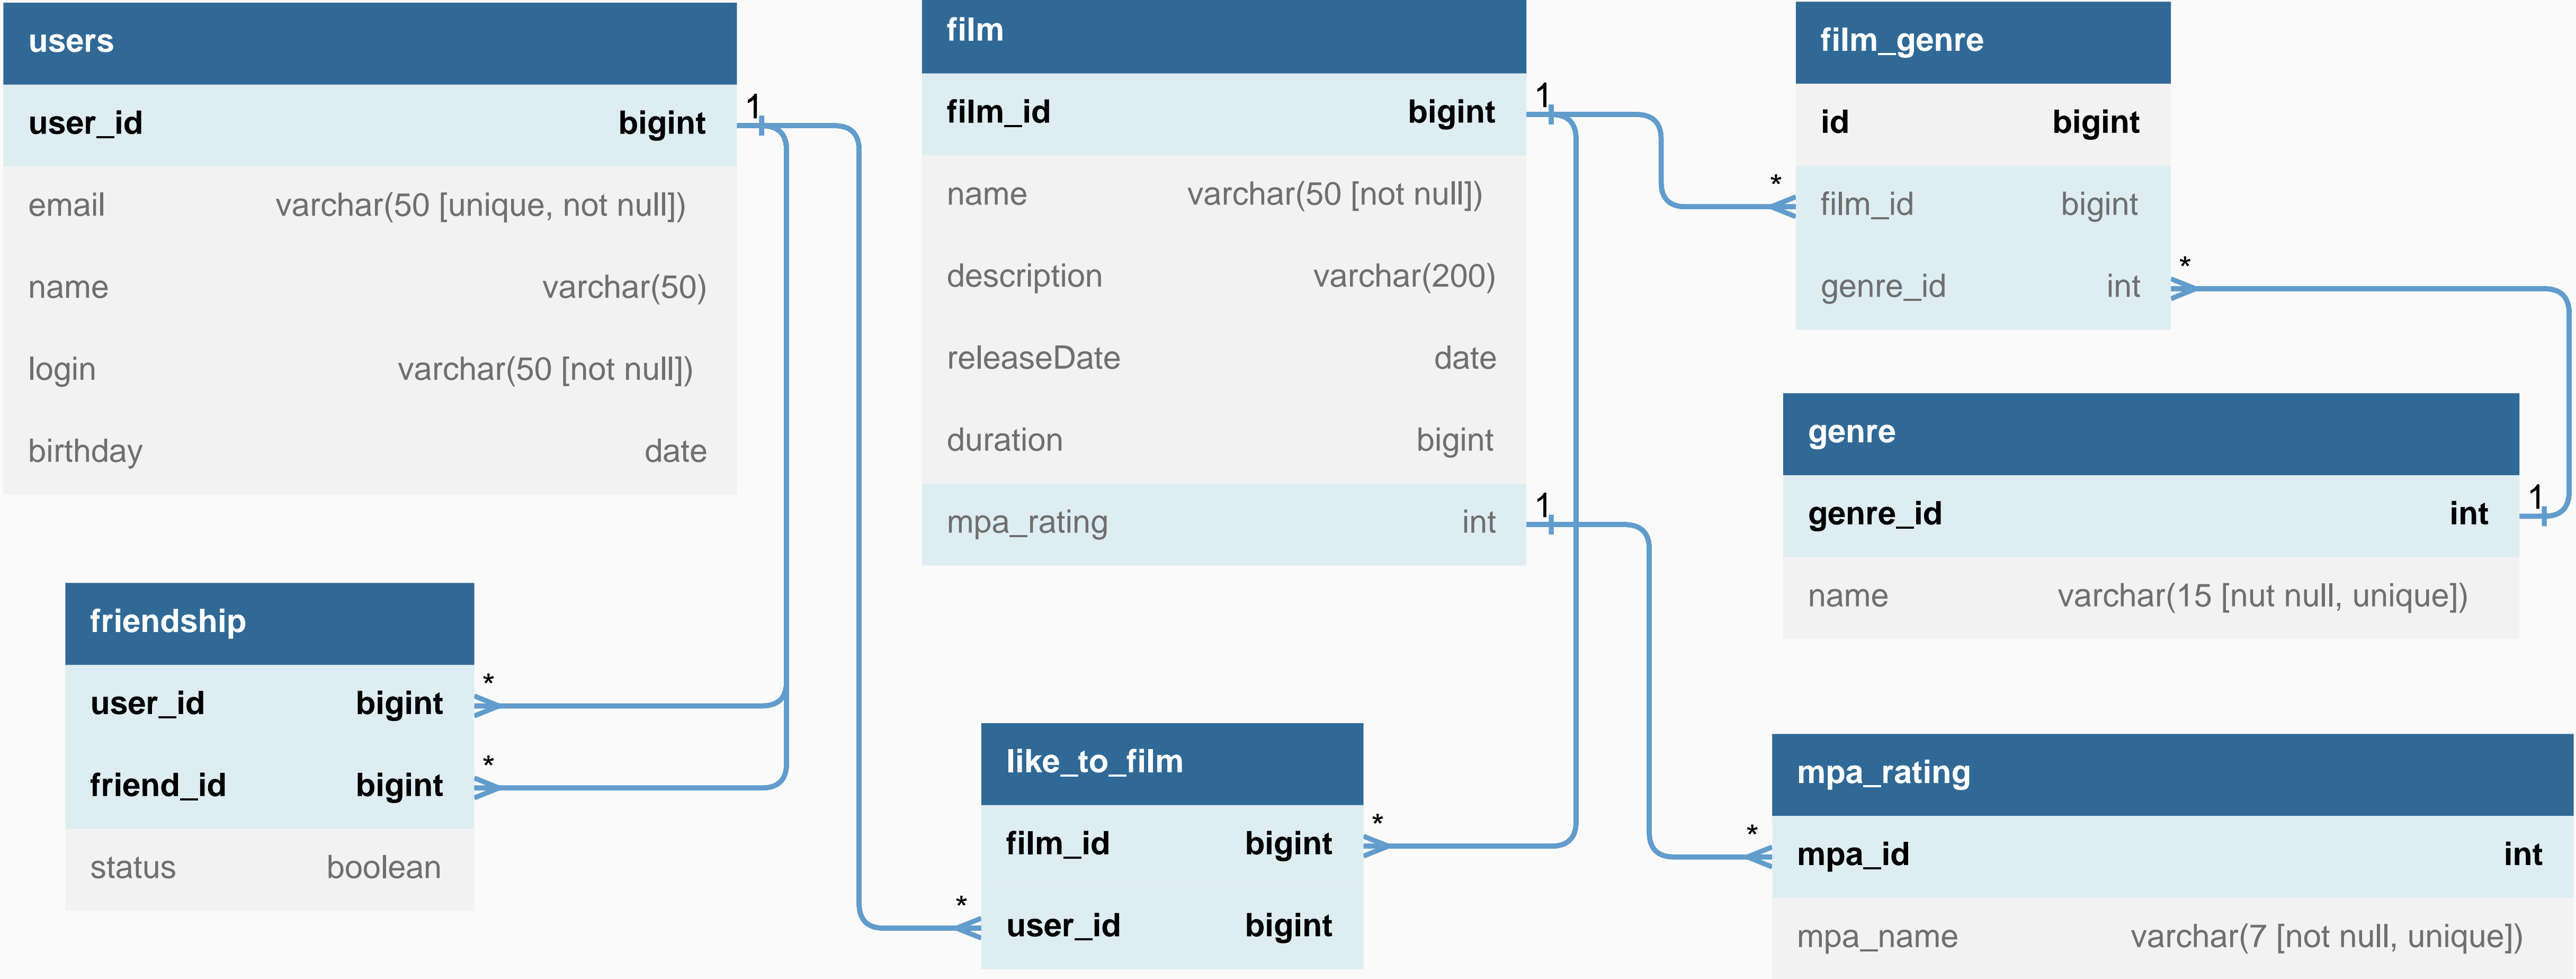 users
user_id bigint
email varchar(50 [unique, not null])
name varchar(50)
login varchar(50 [not null])
birthday date
1
film
film_id bigint
name varchar(50 [not null])
description varchar(200)
releaseDate date
duration bigint
mpa_rating int
1
1
film_genre
id bigint
film_id bigint
genre_id int
*
*
genre
genre_id int
name varchar(15 [nut null, unique])
1
friendship
user_id bigint
friend_id bigint
status boolean
*
*
like_to_film
film_id bigint
user_id bigint
*
*
mpa_rating
mpa_id int
mpa_name varchar(7 [not null, unique])
*